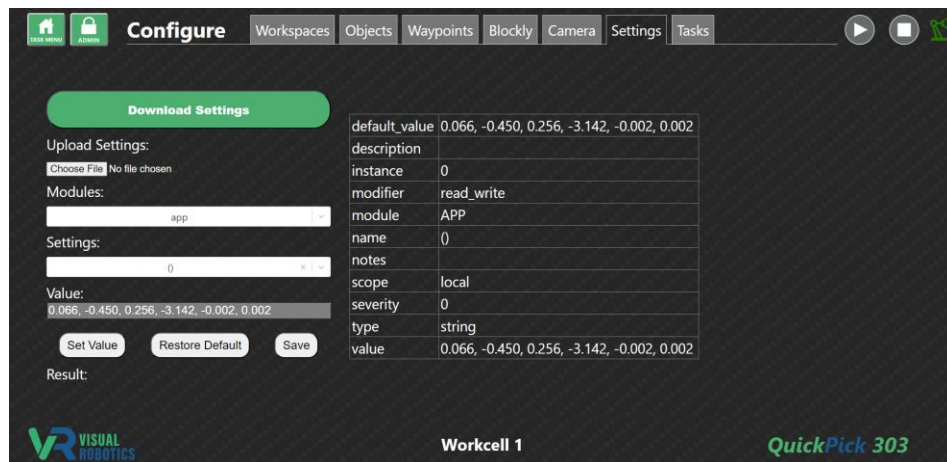 TASK MENU ADMIN Configure Workspaces Objects Waypoints Blockly Camera Settings Tasks
Download Settings
Upload Settings:
Choose File No file chosen
Modules:
app
Settings:
()
Value:
0.066, -0.450, 0.256, -3.142, -0.002, 0.002
Set Value Restore Default Save
Result:
default_value 0.066, -0.450, 0.256, -3.142, -0.002, 0.002
description
instance 0
modifier read_write
module APP
name ()
notes
scope local
severity 0
type string
value 0.066, -0.450, 0.256, -3.142, -0.002, 0.002
VR VISUAL ROBOTICS
Workcell 1
QuickPick 303